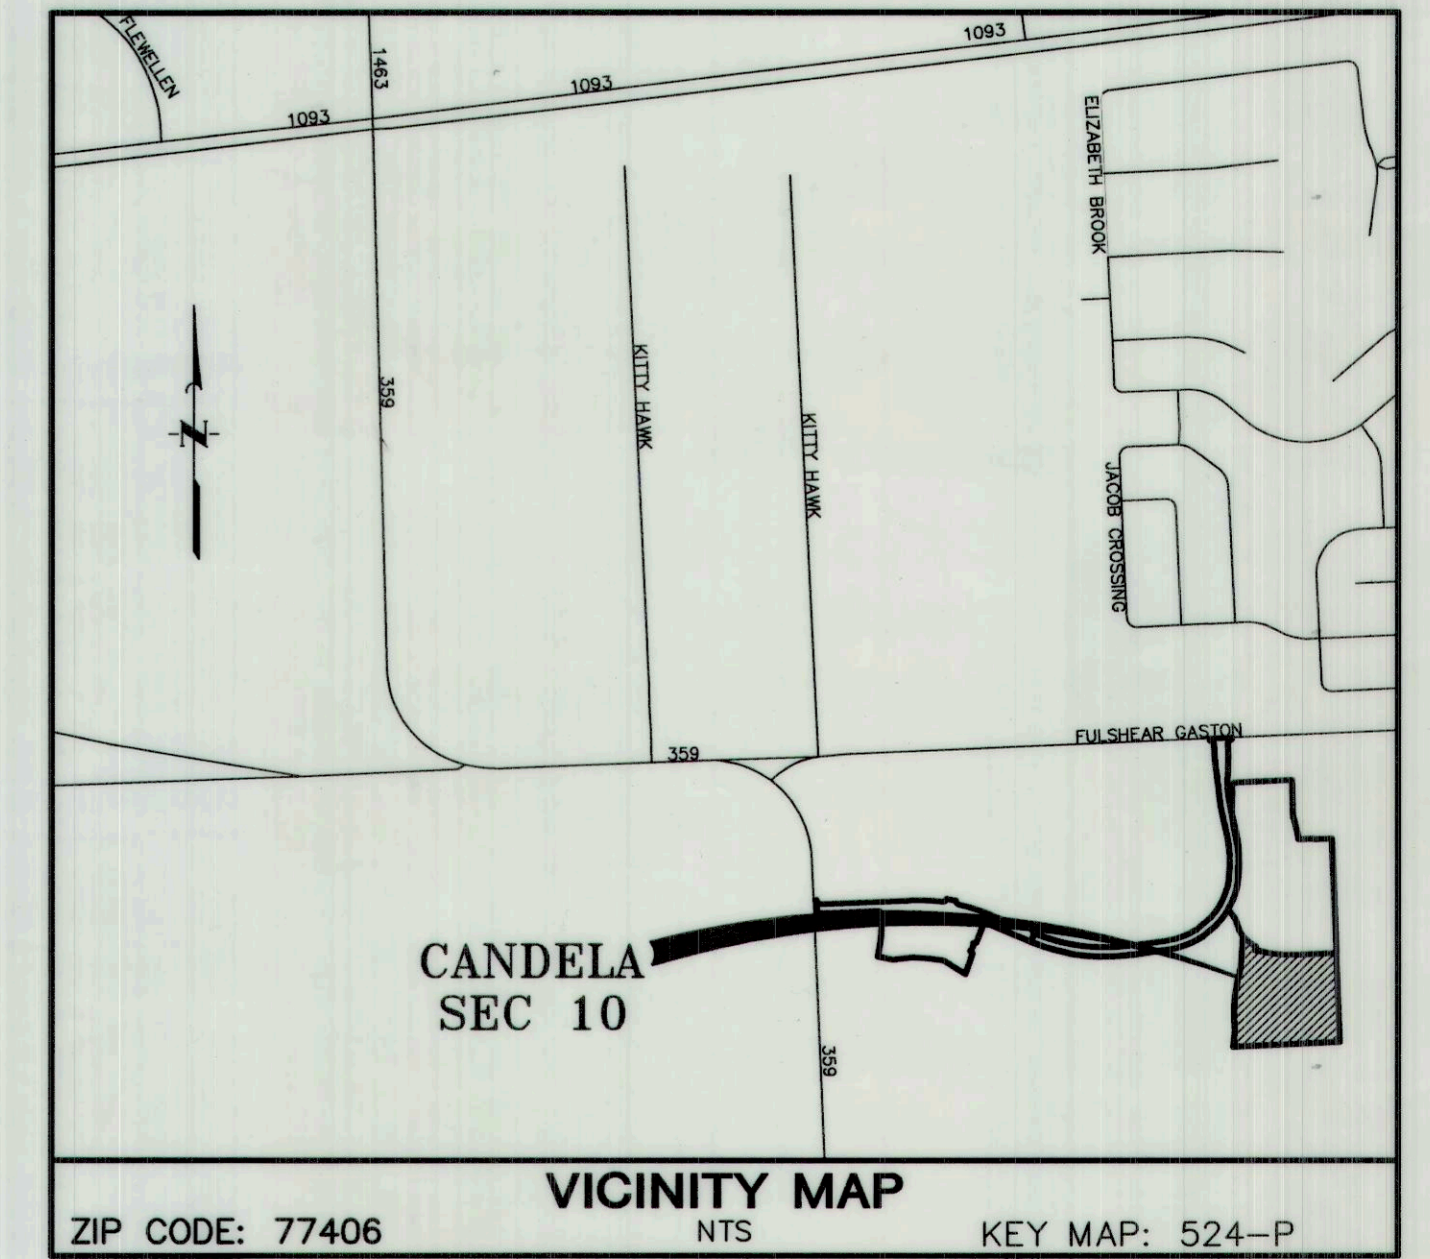 FLEWELLEN
1463
1093
1093
1093
ELIZABETH BROOK
359
KITTY HAWK
KITTY HAWK
JACOB CROSSING
N
359
FULSHEAR GASTON
CANDELA
SEC 10
359
VICINITY MAP
ZIP CODE: 77406 NTS KEY MAP: 524-P